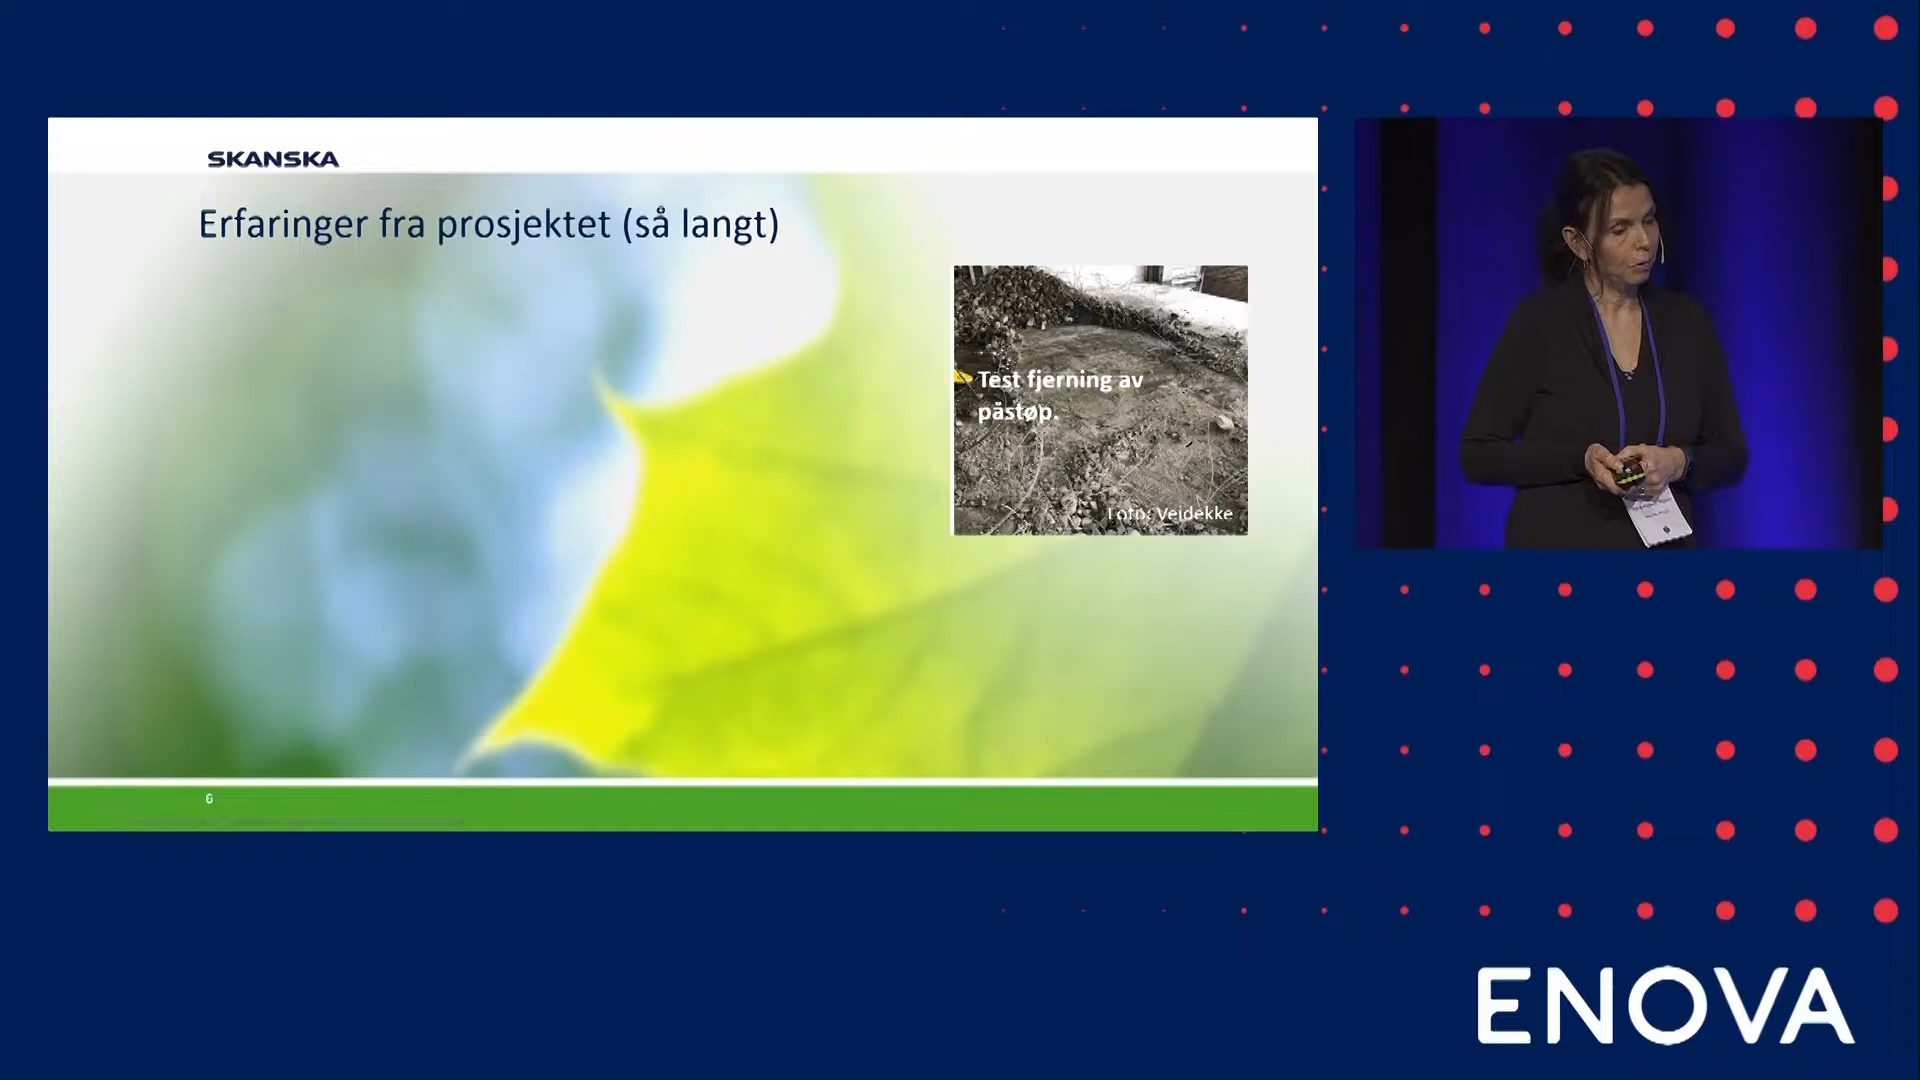 SKANSKA
Erfaringer fra prosjektet (så langt)
Test fjerning av
påstøp.
Foto: Veidekke
6
ENOVA